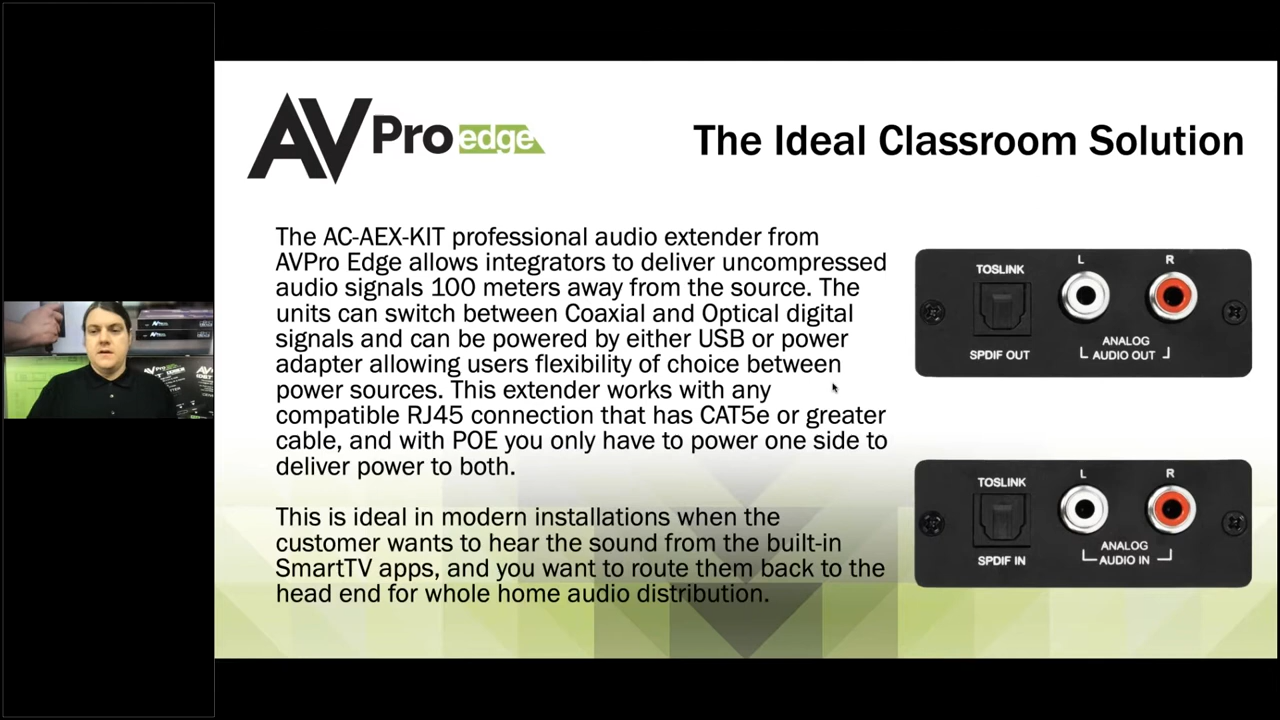 AVPro edge
The Ideal Classroom Solution
The AC-AEX-KIT professional audio extender from
AVPro Edge allows integrators to deliver uncompressed
audio signals 100 meters away from the source. The
units can switch between Coaxial and Optical digital
signals and can be powered by either USB or power
adapter allowing users flexibility of choice between
power sources. This extender works with any
compatible RJ45 connection that has CAT5e or greater
cable, and with POE you only have to power one side to
deliver power to both.
This is ideal in modern installations when the
customer wants to hear the sound from the built-in
SmartTV apps, and you want to route them back to the
head end for whole home audio distribution.
TOSLINK
L
R
SPDIF OUT
ANALOG
AUDIO OUT
TOSLINK
L
R
SPDIF IN
ANALOG
AUDIO IN